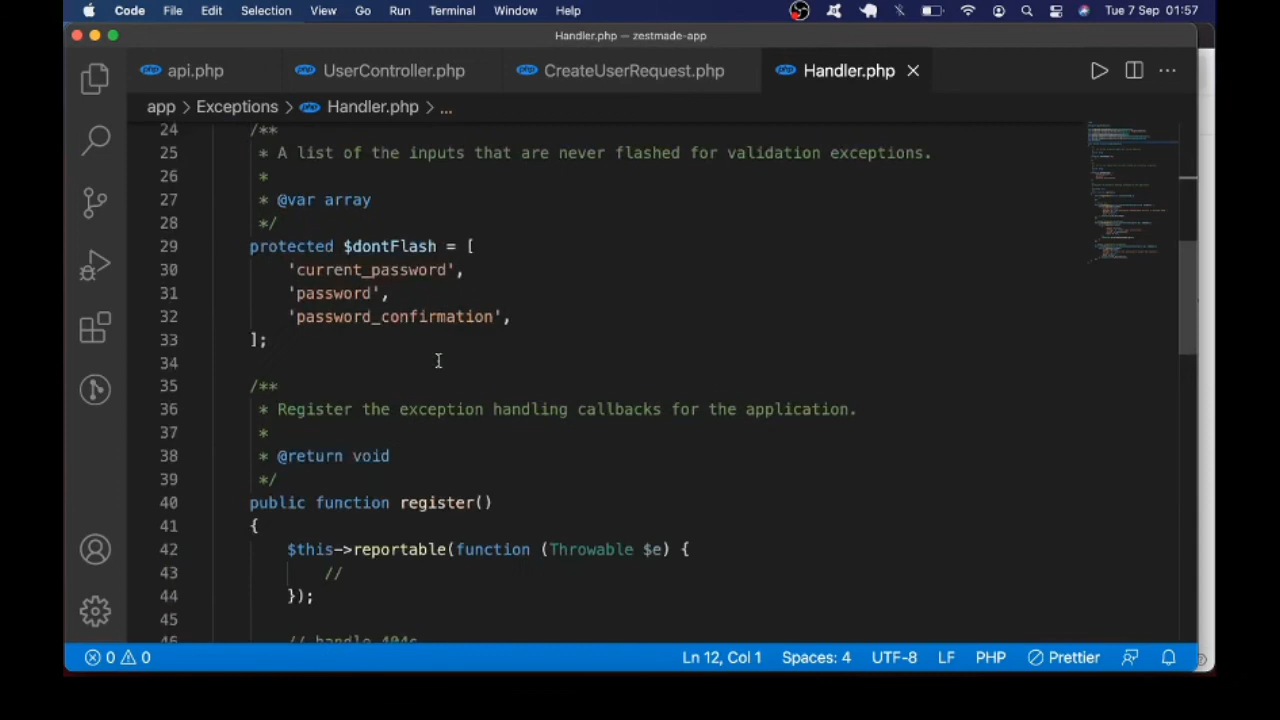 Code File Edit Selection View Go Run Terminal Window Help Tue 7 Sep 01:57
Handler.php — zestmade-app
api.php UserController.php CreateUserRequest.php Handler.php
app > Exceptions > Handler.php > ...
24 /**
25 * A list of the inputs that are never flashed for validation exceptions.
26 *
27 * @var array
28 */
29 protected $dontFlash = [
30 'current_password',
31 'password',
32 'password_confirmation',
33 ];
34
35 /**
36 * Register the exception handling callbacks for the application.
37 *
38 * @return void
39 */
40 public function register()
41 {
42 $this->reportable(function (Throwable $e) {
43 //
44 });
45
46 // handle 404s
0 0 Ln 12, Col 1 Spaces: 4 UTF-8 LF PHP Prettier